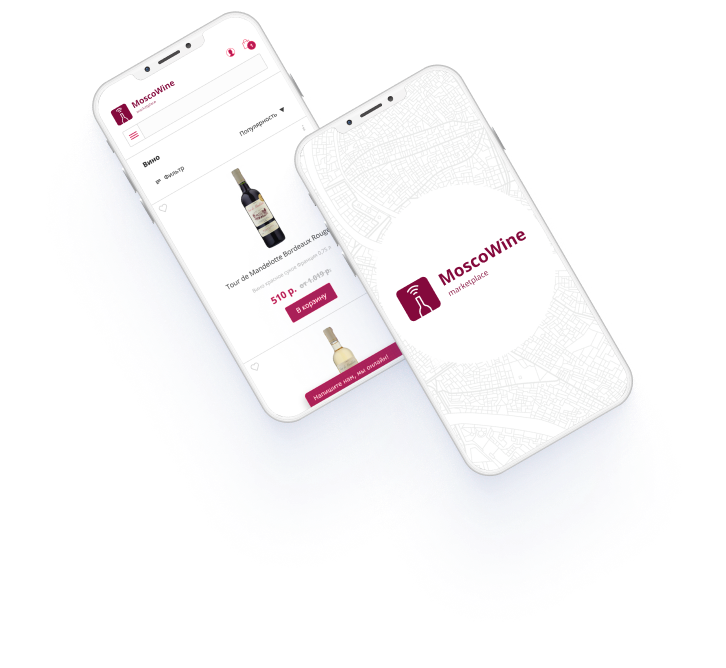 MoscoWine
marketplace
Вино
Популярность
Фильтр
Tour de Mandelotte Bordeaux Rouge
Вино красное сухое Франция 0,75 л
510 р. от 1 019 р.
В корзину
Напишите нам, мы онлайн!
MoscoWine
marketplace